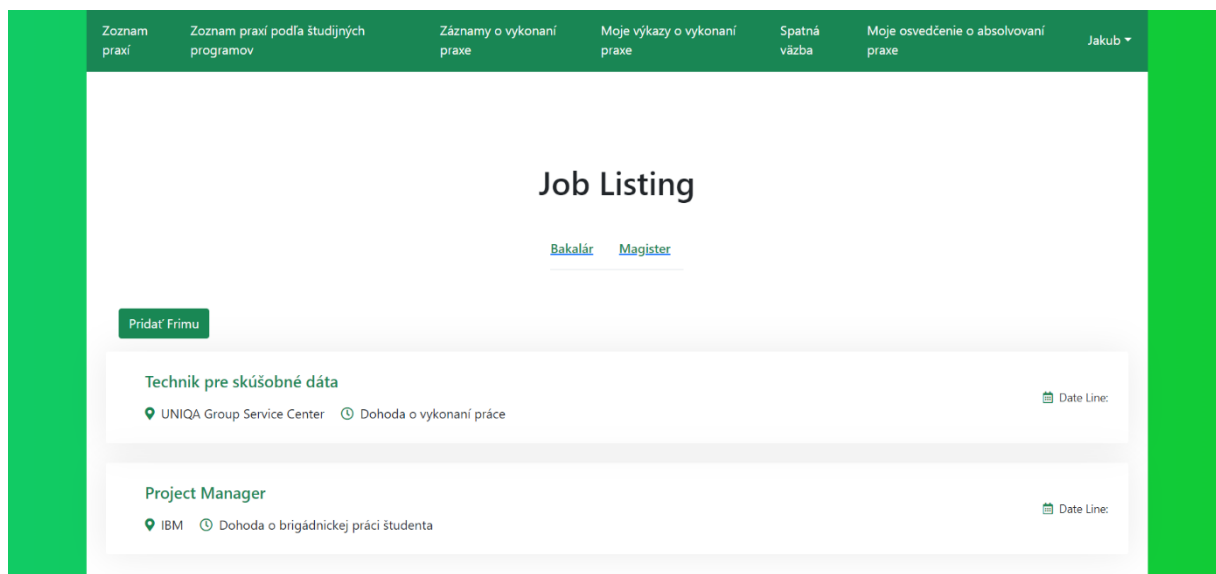 Zoznam praxí
Zoznam praxí podľa študijných programov
Záznamy o vykonaní praxe
Moje výkazy o vykonaní praxe
Spatná väzba
Moje osvedčenie o absolvovaní praxe
Jakub
Job Listing
Bakalár Magister
Pridať Frimu
Technik pre skúšobné dáta
UNIQA Group Service Center Dohoda o vykonaní práce
Date Line:
Project Manager
IBM Dohoda o brigádnickej práci študenta
Date Line: